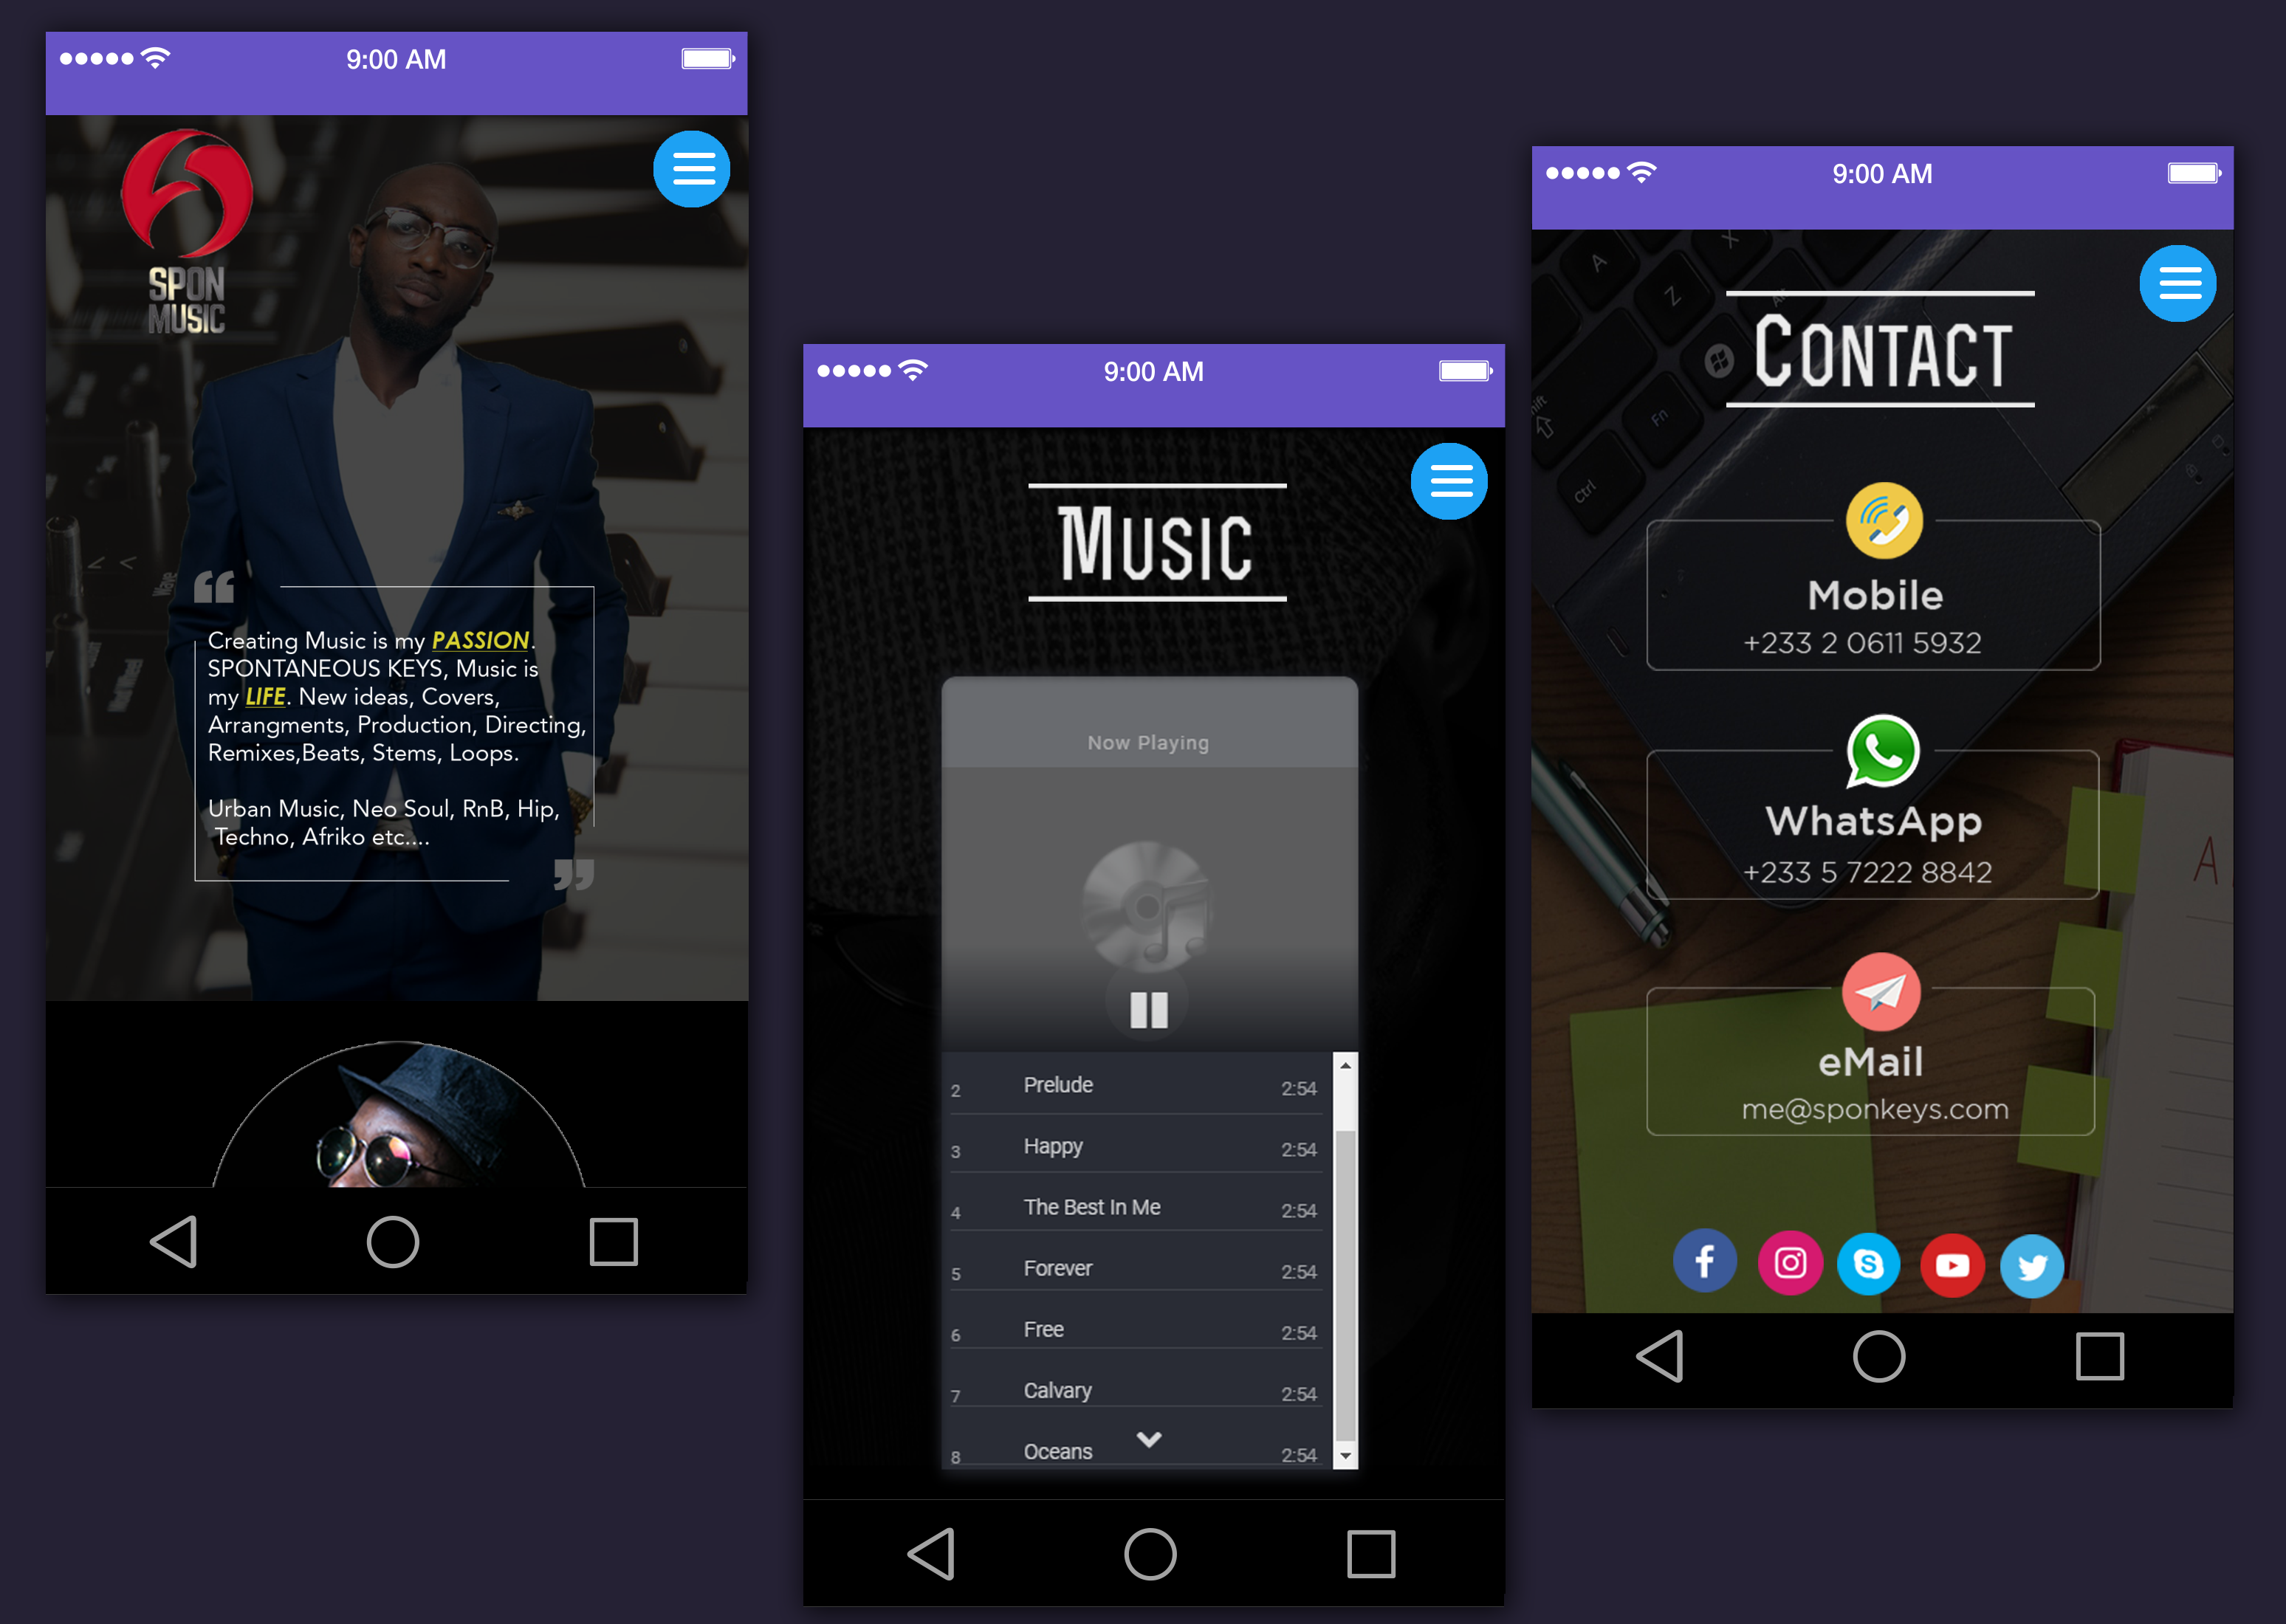 9:00 AM
SPON
MUSIC
Creating Music is my PASSION.
SPONTANEOUS KEYS, Music is
my LIFE. New ideas, Covers,
Arrangments, Production, Directing,
Remixes,Beats, Stems, Loops.
Urban Music, Neo Soul, RnB, Hip,
Techno, Afriko etc....
9:00 AM
MUSIC
Now Playing
2 Prelude 2:54
3 Happy 2:54
4 The Best In Me 2:54
5 Forever 2:54
6 Free 2:54
7 Calvary 2:54
8 Oceans 2:54
9:00 AM
A
X
Z
Alt
CONTACT
Fn
Ctrl
Mobile
+233 2 0611 5932
WhatsApp
+233 5 7222 8842
A
eMail
me@sponkeys.com